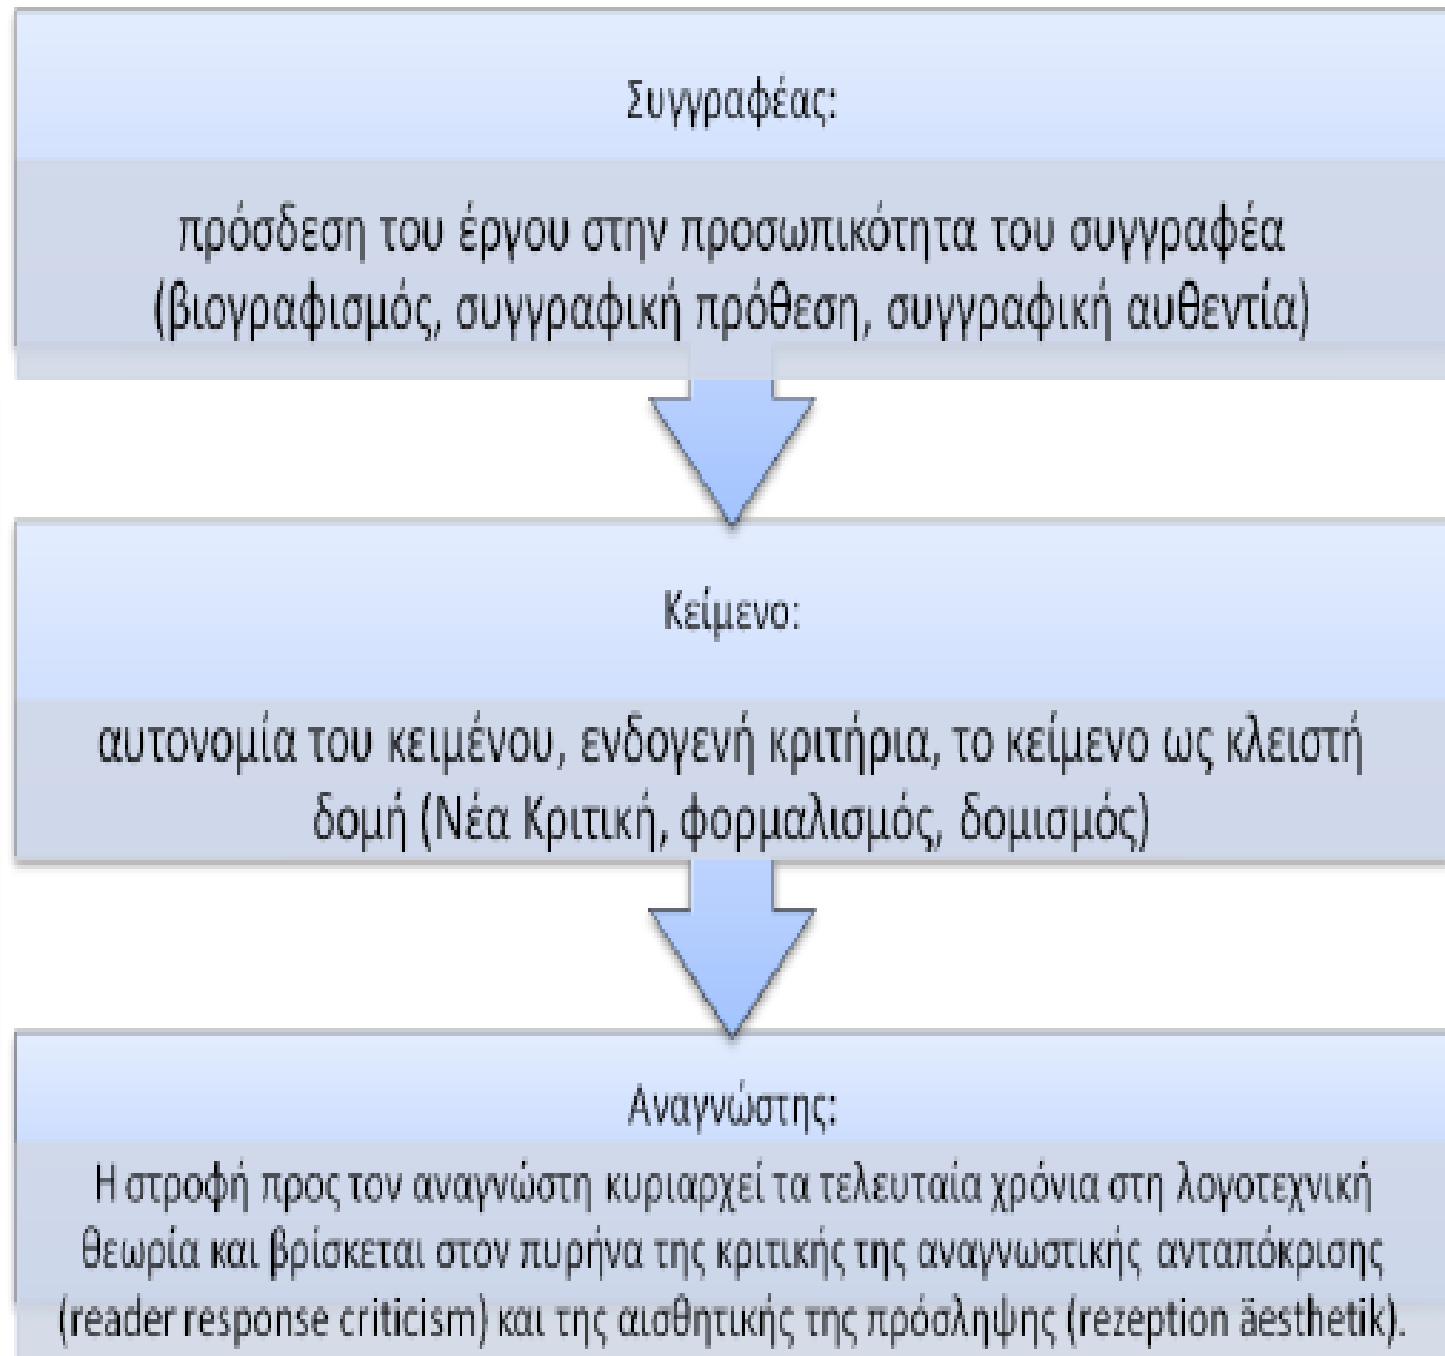 Συγγραφέας:
πρόσδεση του έργου στην προσωπικότητα του συγγραφέα
(βιογραφισμός, συγγραφική πρόθεση, συγγραφική αυθεντία)
Κείμενο:
αυτονομία του κειμένου, ενδογενή κριτήρια, το κείμενο ως κλειστή
δομή (Νέα Κριτική, φορμαλισμός, δομισμός)
Αναγνώστης:
Η στροφή προς τον αναγνώστη κυριαρχεί τα τελευταία χρόνια στη λογοτεχνική
θεωρία και βρίσκεται στον πυρήνα της κριτικής της αναγνωστικής ανταπόκρισης
(reader response criticism) και της αισθητικής της πρόσληψης (rezeption äesthetik).